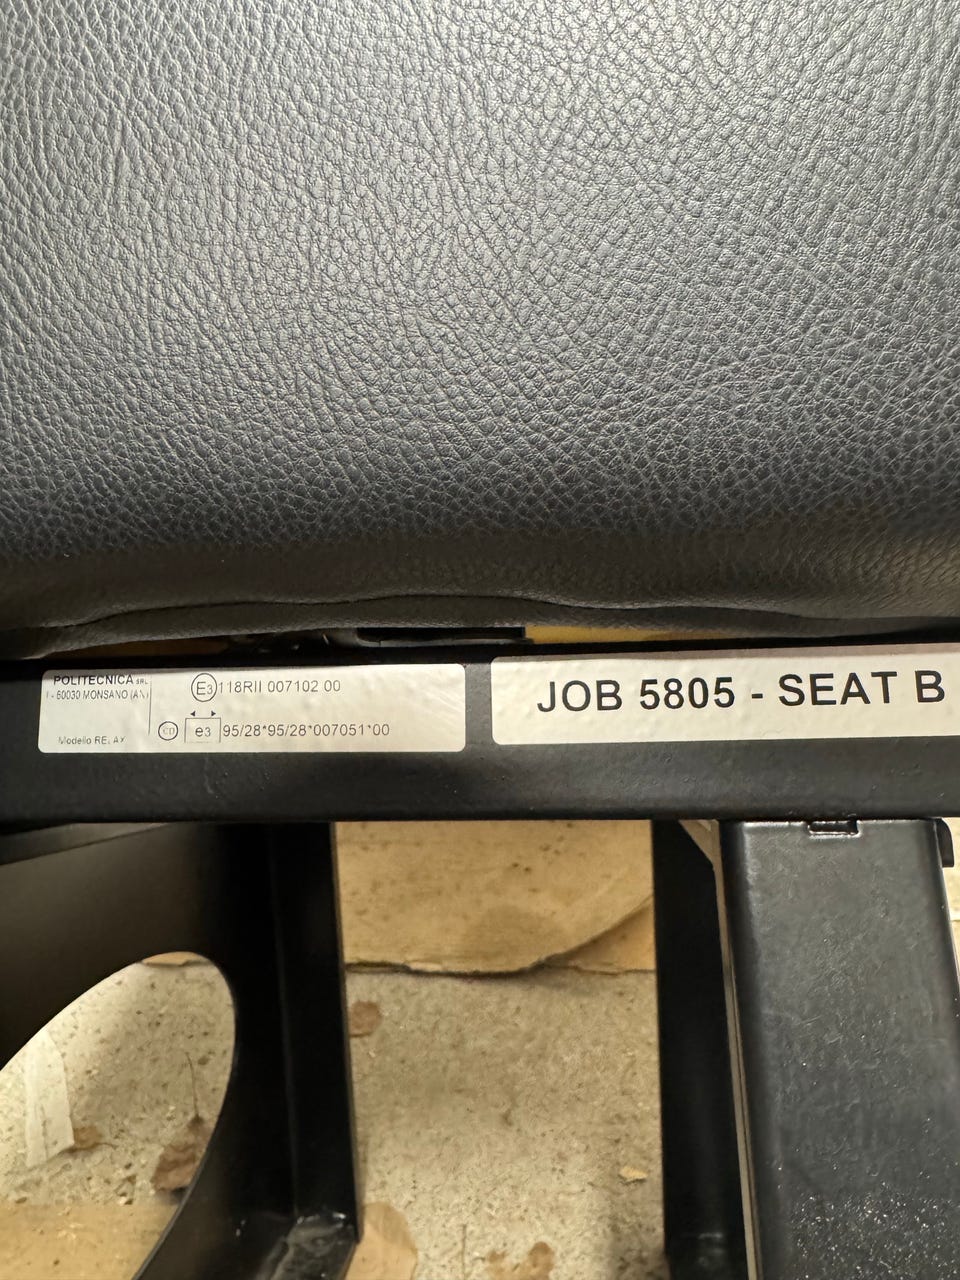 POLITECNICA SRL
I - 60030 MONSANO (AN)
Modello RELAX
E3 118RII 007102 00
e3 95/28*95/28*007051*00
JOB 5805 - SEAT B